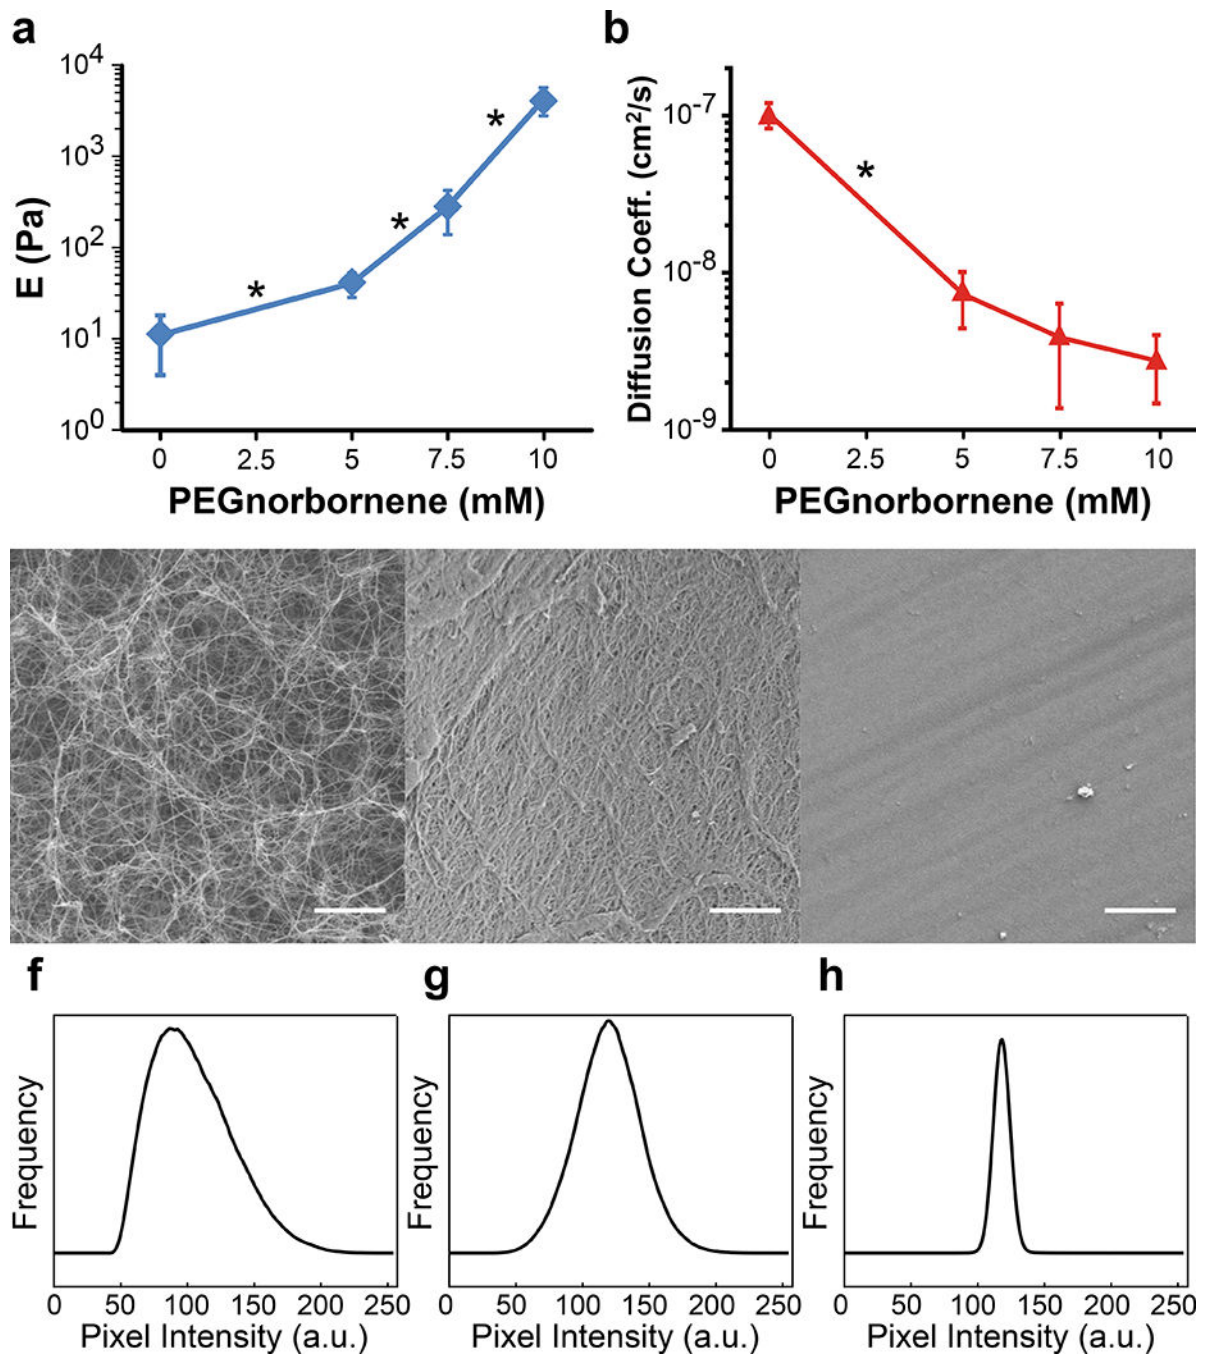 a
b
10⁴
10³
10²
10¹
10⁰
E (Pa)
*
*
*
0 2.5 5 7.5 10
PEGnorbornene (mM)
10⁻⁷
10⁻⁸
10⁻⁹
Diffusion Coeff. (cm²/s)
*
0 2.5 5 7.5 10
PEGnorbornene (mM)
f
g
h
Frequency
0 50 100 150 200 250
Pixel Intensity (a.u.)
Frequency
0 50 100 150 200 250
Pixel Intensity (a.u.)
Frequency
0 50 100 150 200 250
Pixel Intensity (a.u.)